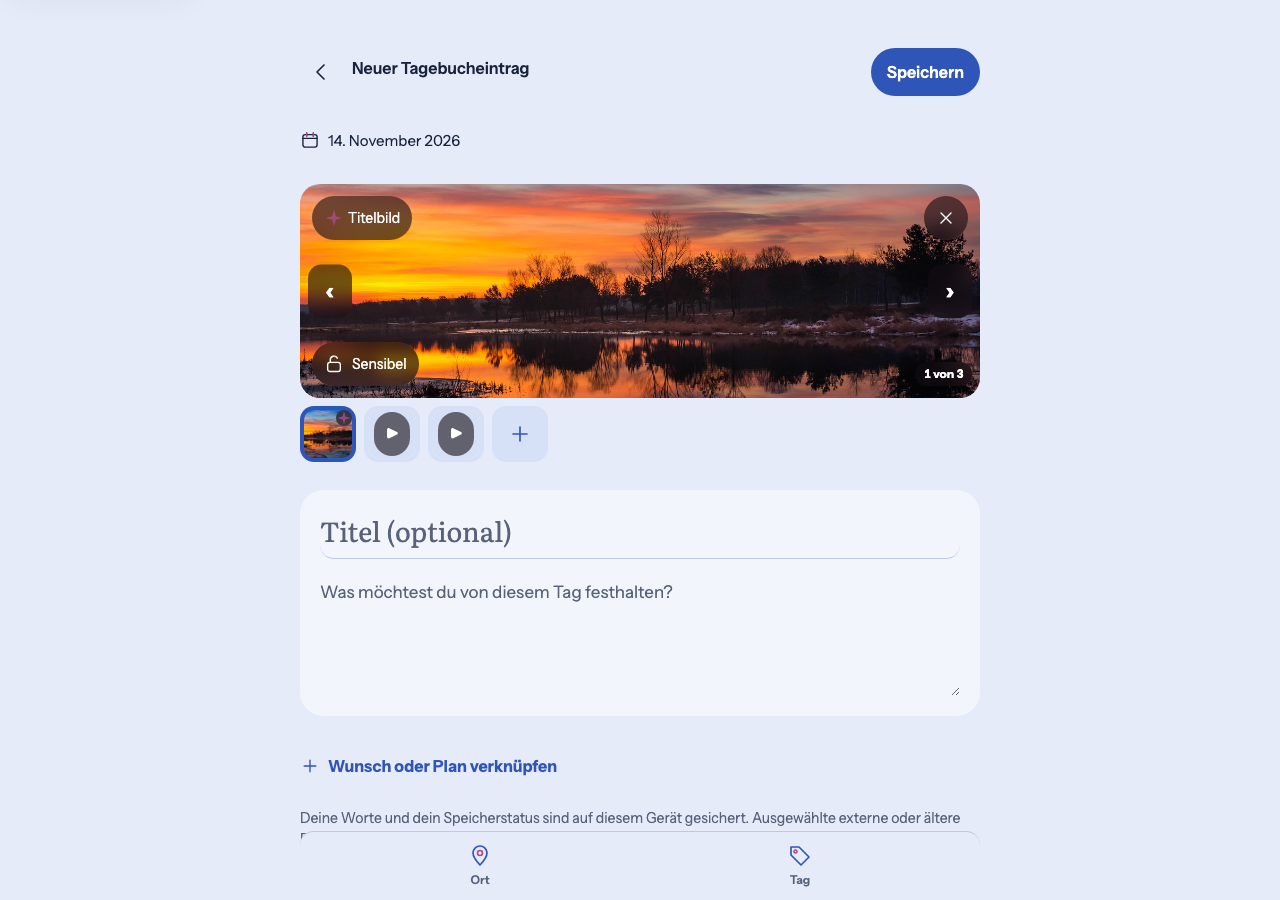 Neuer Tagebucheintrag
Speichern
14. November 2026
Titelbild
Sensibel
1 von 3
Titel (optional)
Was möchtest du von diesem Tag festhalten?
Wunsch oder Plan verknüpfen
Deine Worte und dein Speicherstatus sind auf diesem Gerät gesichert. Ausgewählte externe oder ältere
Ort
Tag